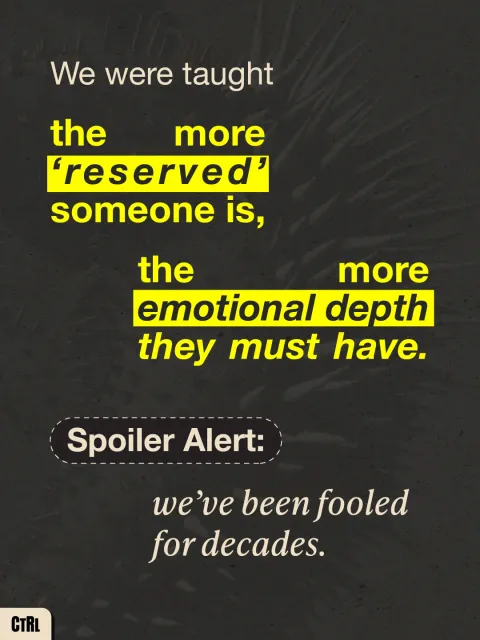 We were taught
the more
‘reserved’
someone is,
the more
emotional depth
they must have.
Spoiler Alert:
we’ve been fooled
for decades.
CTRL